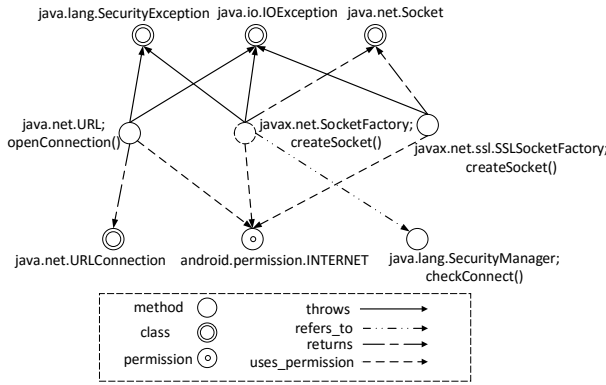 java.lang.SecurityException
java.io.IOException
java.net.Socket
java.net.URL;
openConnection()
javax.net.SocketFactory;
createSocket()
javax.net.ssl.SSLSocketFactory;
createSocket()
java.net.URLConnection
android.permission.INTERNET
java.lang.SecurityManager;
checkConnect()
method
class
permission
throws
refers_to
returns
uses_permission